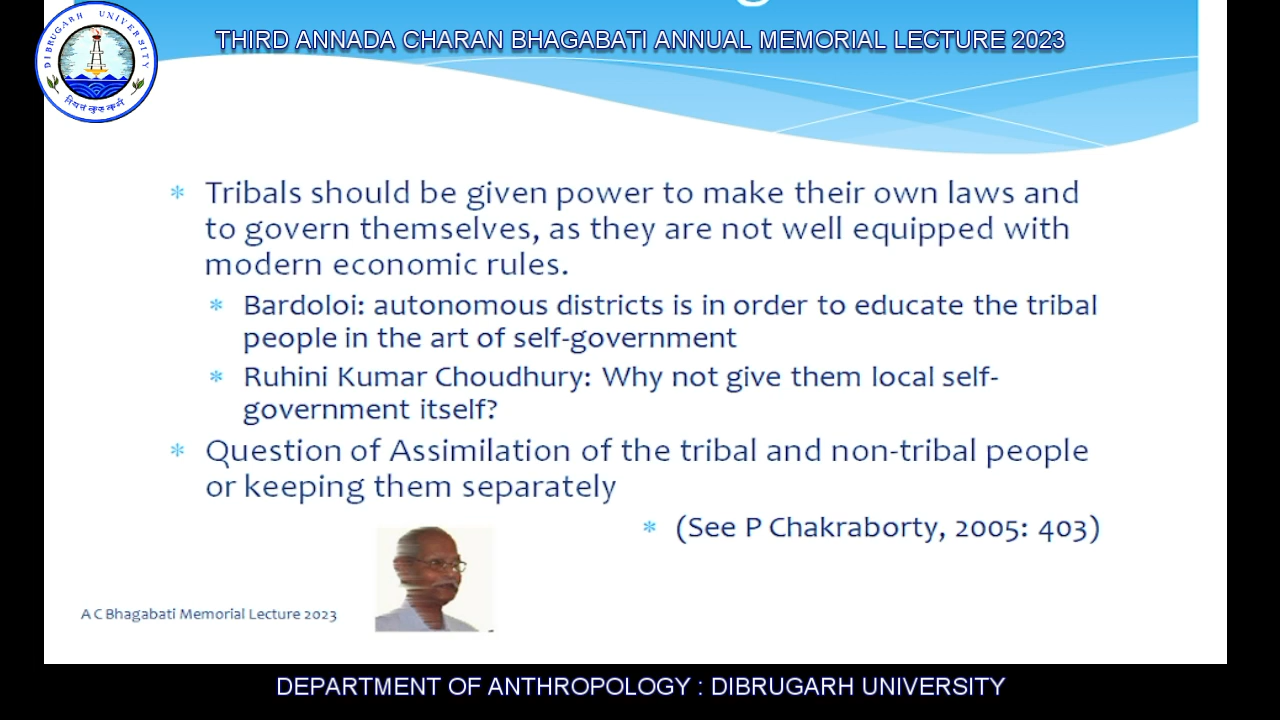 THIRD ANNADA CHARAN BHAGABATI ANNUAL MEMORIAL LECTURE 2023
DIBRUGARH UNIVERSITY
* Tribals should be given power to make their own laws and
to govern themselves, as they are not well equipped with
modern economic rules.
* Bardoloi: autonomous districts is in order to educate the tribal
people in the art of self-government
* Ruhini Kumar Choudhury: Why not give them local self-
government itself?
* Question of Assimilation of the tribal and non-tribal people
or keeping them separately
* (See P Chakraborty, 2005: 403)
A C Bhagabati Memorial Lecture 2023
DEPARTMENT OF ANTHROPOLOGY : DIBRUGARH UNIVERSITY